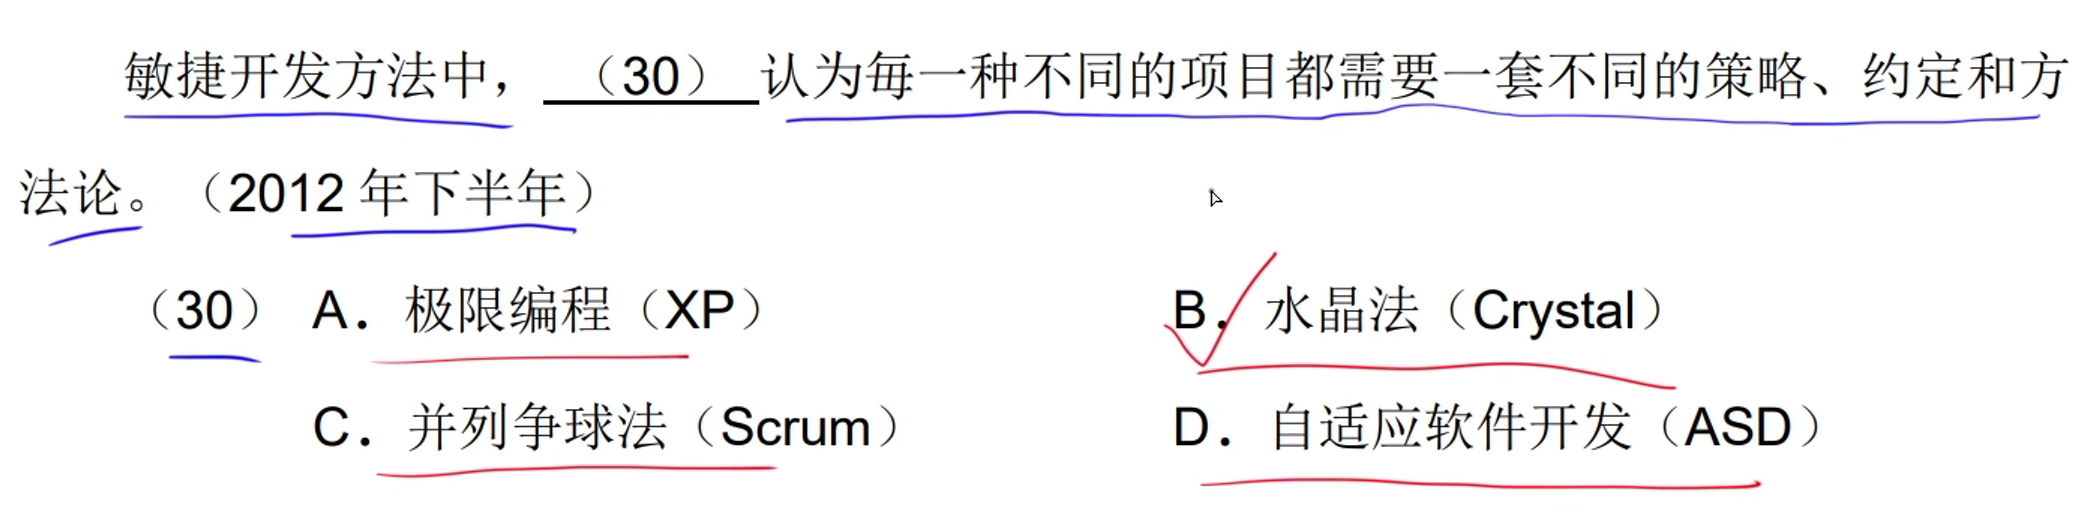 敏捷开发方法中，（30）认为每一种不同的项目都需要一套不同的策略、约定和方
法论。（2012 年下半年）
（30） A．极限编程（XP） B．水晶法（Crystal）
C．并列争球法（Scrum） D．自适应软件开发（ASD）